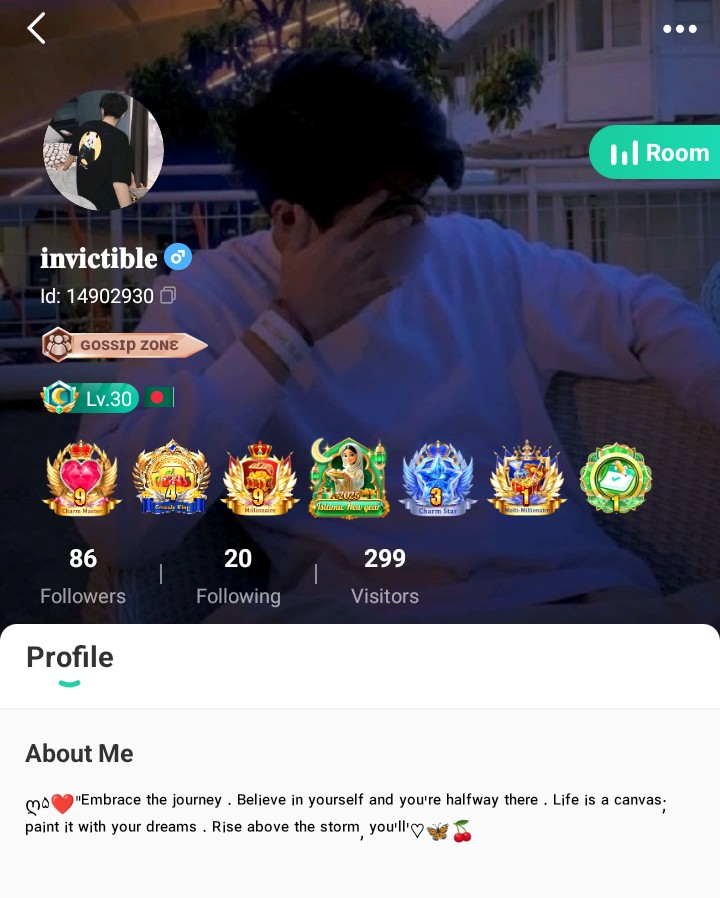 Room
invictible
Id: 14902930
GOSSIP ZONE
Lv.30
9
Charm Master
4
Greedy King
9
Millionaire
2025
Islamic New year
3
Charm Star
1
Multi-Millionaire
1
86
Followers
20
Following
299
Visitors
Profile
About Me
ღა❤️"Embrace the journey . Believe in yourself and you're halfway there . Life is a canvas;
paint it with your dreams . Rise above the storm, you'll'♡🦋🍒